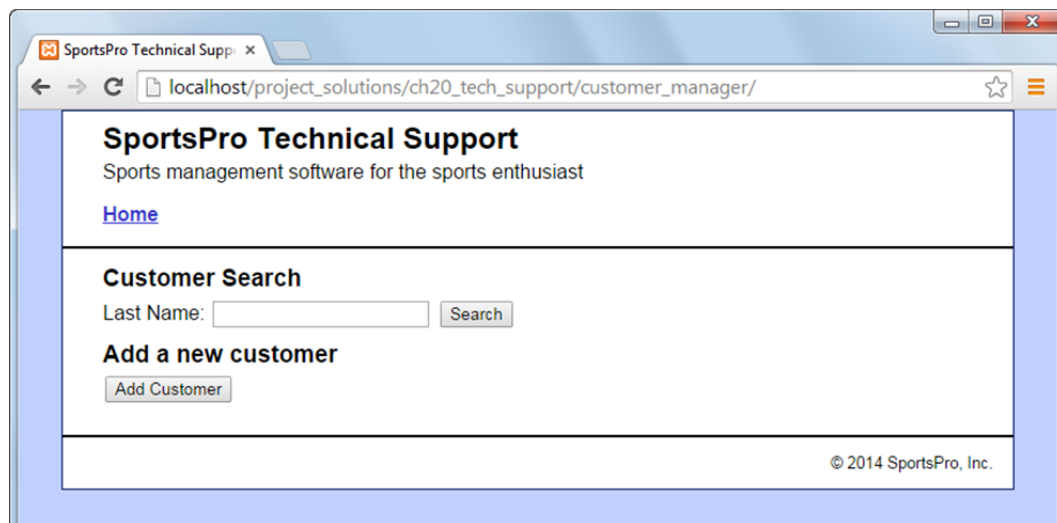 SportsPro Technical Supp
localhost/project_solutions/ch20_tech_support/customer_manager/
SportsPro Technical Support
Sports management software for the sports enthusiast
Home
Customer Search
Last Name: Search
Add a new customer
Add Customer
© 2014 SportsPro, Inc.